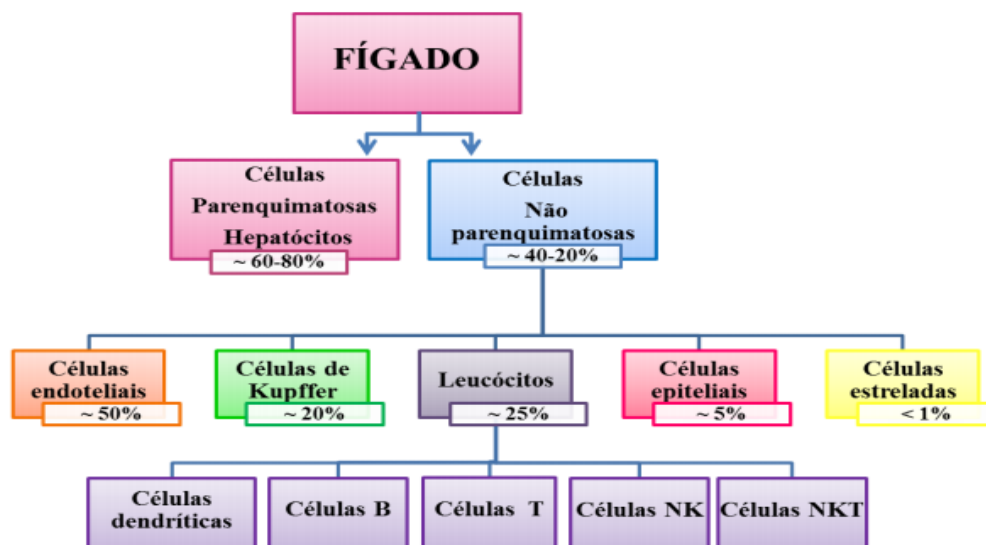 FÍGADO
Células
Parenquimatosas
Hepatócitos
~ 60-80%
Células
Não
parenquimatosas
~ 40-20%
Células
endoteliais
~ 50%
Células de
Kupffer
~ 20%
Leucócitos
~ 25%
Células
epiteliais
~ 5%
Células
estreladas
< 1%
Células
dendríticas
Células B
Células T
Células NK
Células NKT